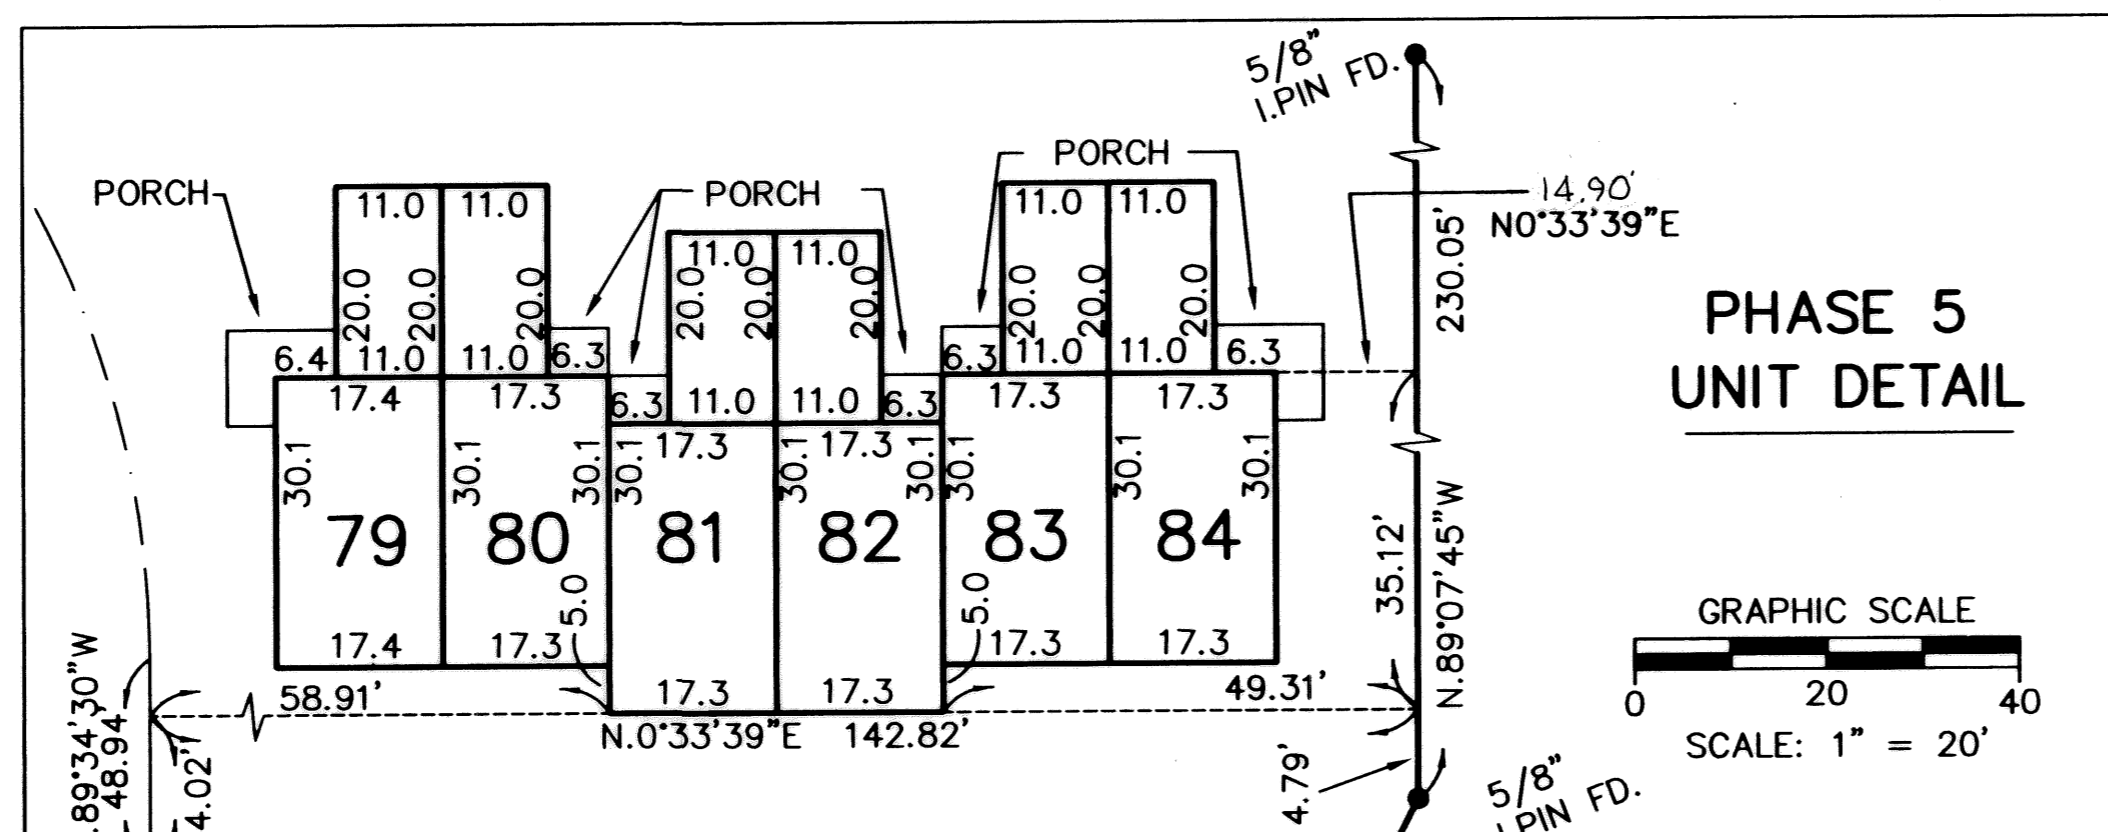 5/8"
I.PIN FD.
PORCH
PORCH
PORCH
14.90'
N0°33'39"E
230.05'
11.0 11.0
11.0 11.0
11.0 11.0
20.0 20.0 20.0
20.0 20.0 20.0
20.0 20.0 20.0
6.4 11.0 11.0 6.3
6.3 11.0 11.0 6.3
6.3 11.0 11.0 6.3
PHASE 5
UNIT DETAIL
17.4 17.3
17.3 17.3
17.3 17.3
30.1 30.1 30.1
30.1 30.1 30.1
30.1 30.1 30.1
79 80 81 82 83 84
5.0
5.0
17.4 17.3
17.3 17.3
17.3 17.3
35.12'
N.89°07'45"W
GRAPHIC SCALE
0 20 40
SCALE: 1" = 20'
58.91'
49.31'
N.0°33'39"E 142.82'
.89°34'30"W
48.94'
4.02'
4.79'
5/8"
I.PIN FD.